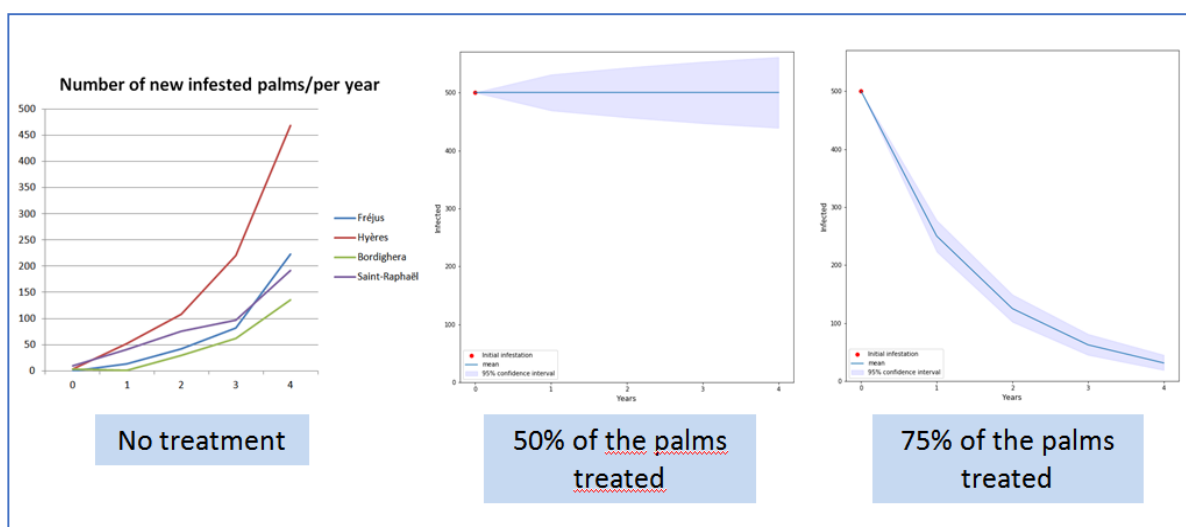 Number of new infested palms/per year
500
450
400
350
300
250
200
150
100
50
0
0 1 2 3 4
Fréjus
Hyères
Bordighera
Saint-Raphaël
No treatment
500
400
300
200
100
0
Infected
Initial infestation
mean
95% confidence interval
0 1 2 3 4
Years
50% of the palms
treated
500
400
300
200
100
0
Infected
Initial infestation
mean
95% confidence interval
0 1 2 3 4
Years
75% of the palms
treated